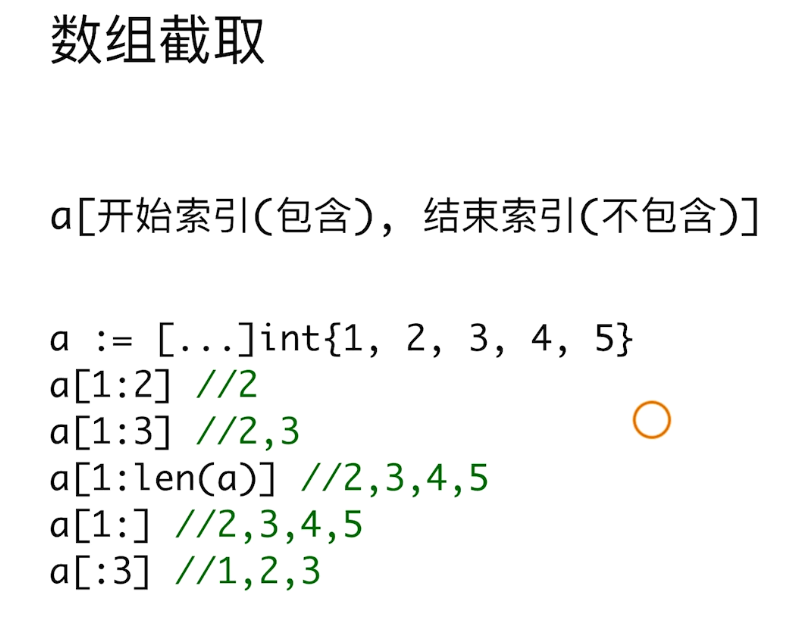 数组截取
a[开始索引(包含), 结束索引(不包含)]
a := [...]int{1, 2, 3, 4, 5}
a[1:2] //2
a[1:3] //2,3
a[1:len(a)] //2,3,4,5
a[1:] //2,3,4,5
a[:3] //1,2,3